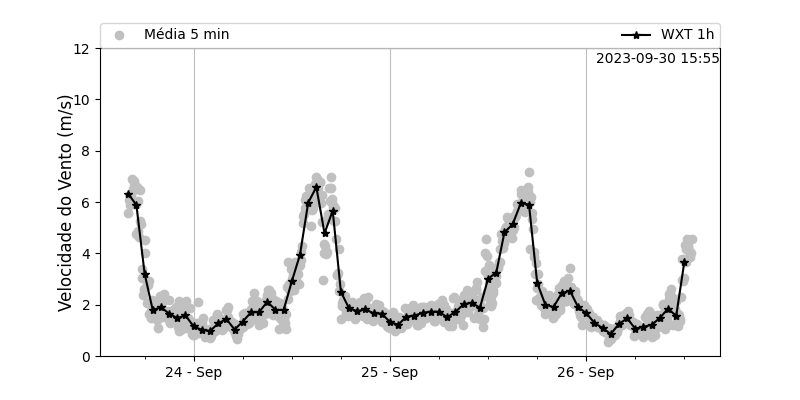 Média 5 min
WXT 1h
2023-09-30 15:55
Velocidade do Vento (m/s)
12
10
8
6
4
2
0
24 - Sep
25 - Sep
26 - Sep